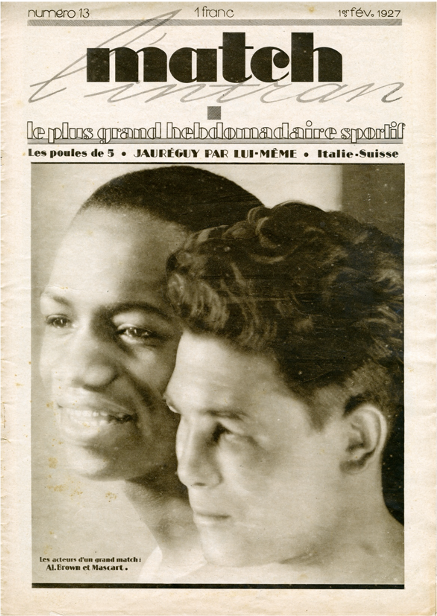 numero 13 1 franc 1er fév. 1927
match
l'intran
le plus grand hebdomadaire sportif
Les poules de 5 • JAURÉGUY PAR LUI-MÊME • Italie-Suisse
Les acteurs d'un grand match :
Al. Brown et Mascart .